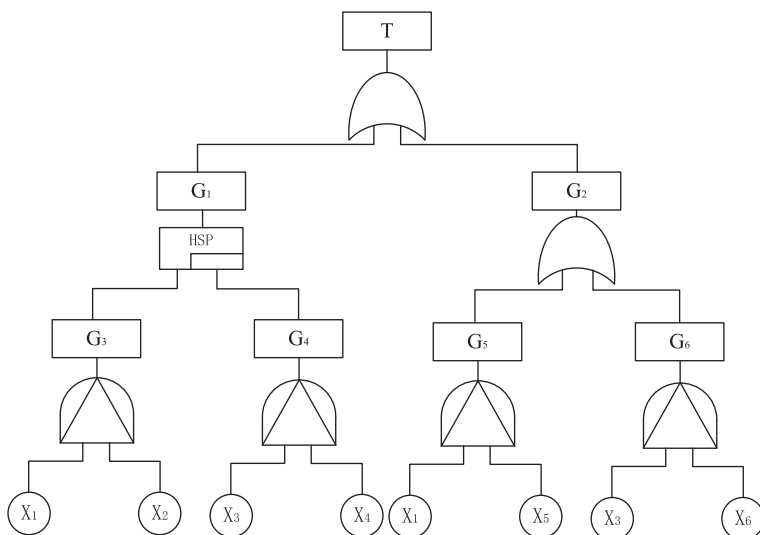 T
G₁
G₂
HSP
G₃
G₄
G₅
G₆
X₁
X₂
X₃
X₄
X₁
X₅
X₃
X₆